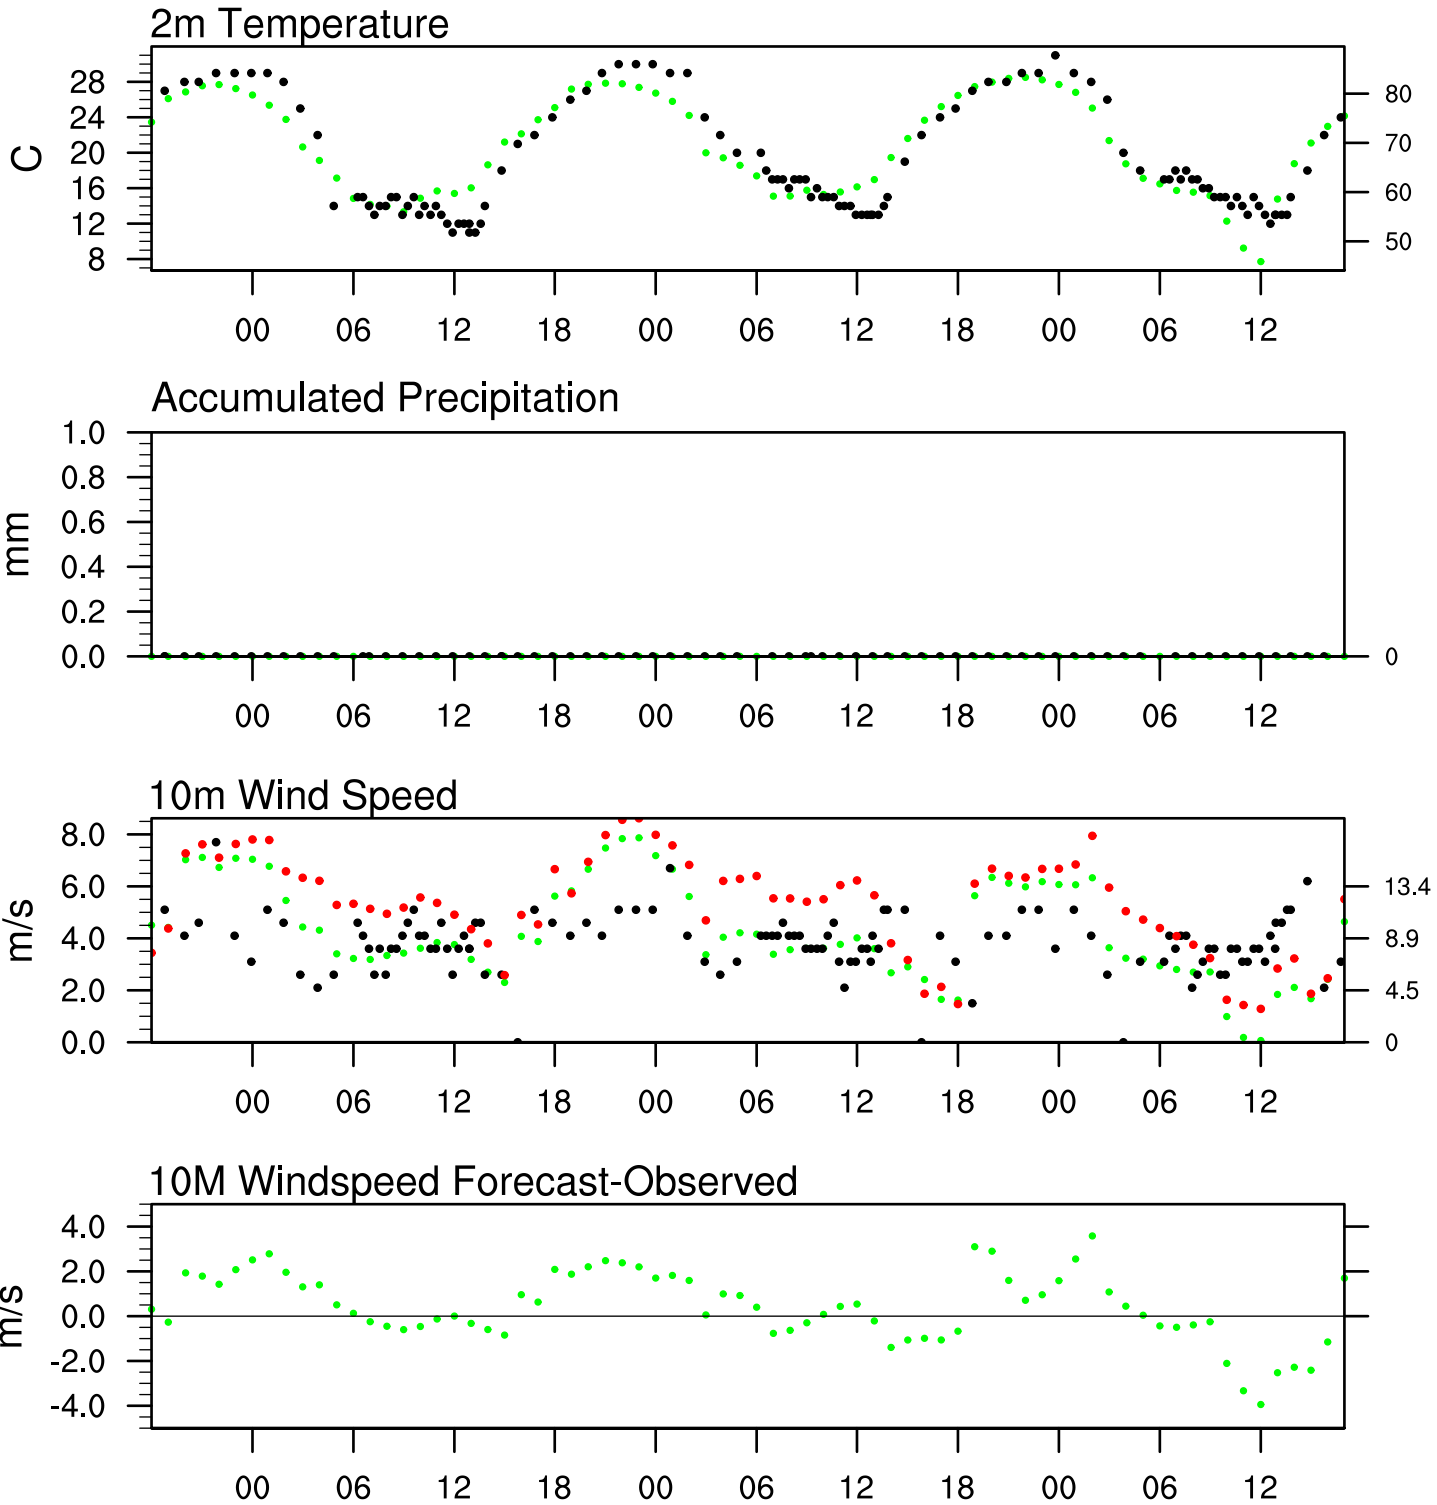 2m Temperature
C
28
24
20
16
12
8
80
70
60
50
00 06 12 18 00 06 12 18 00 06 12
Accumulated Precipitation
mm
1.0
0.8
0.6
0.4
0.2
0.0
0
00 06 12 18 00 06 12 18 00 06 12
10m Wind Speed
m/s
8.0
6.0
4.0
2.0
0.0
13.4
8.9
4.5
0
00 06 12 18 00 06 12 18 00 06 12
10M Windspeed Forecast-Observed
m/s
4.0
2.0
0.0
-2.0
-4.0
00 06 12 18 00 06 12 18 00 06 12